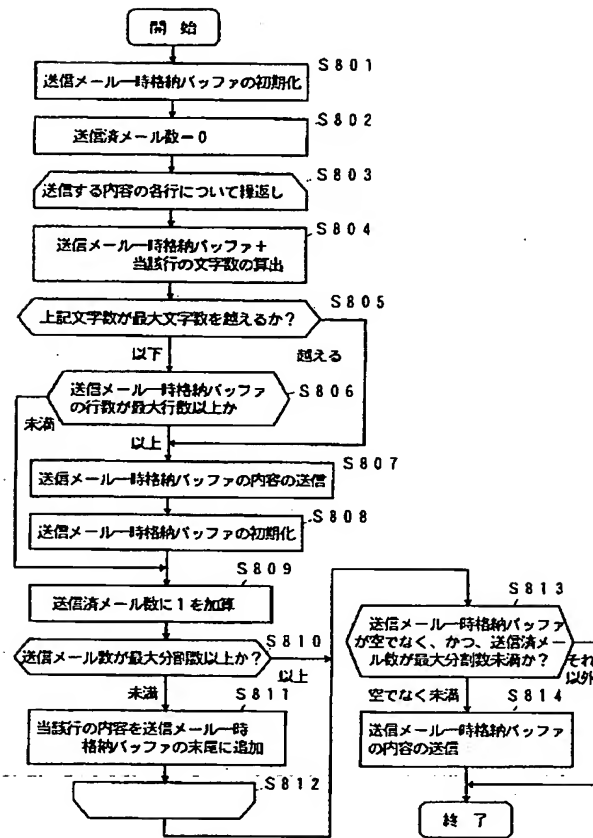 開 始
S801
送信メール一時格納バッファの初期化
S802
送信済メール数=0
S803
送信する内容の各行について繰返し
S804
送信メール一時格納バッファ+
当該行の文字数の算出
S805
上記文字数が最大文字数を越えるか?
以下
越える
送信メール一時格納バッファ
の行数が最大行数以上か
S806
未満
以上
S807
送信メール一時格納バッファの内容の送信
S808
送信メール一時格納バッファの初期化
S809
送信済メール数に1を加算
S810
送信メール数が最大分割数以上か?
以上
未満
S811
当該行の内容を送信メール一時
格納バッファの末尾に追加
S812
S813
送信メール一時格納バッファ
が空でなく、かつ、送信済メー
ル数が最大分割数未満か?
それ
以外
空でなく未満
S814
送信メール一時格納バッファ
の内容の送信
終 了